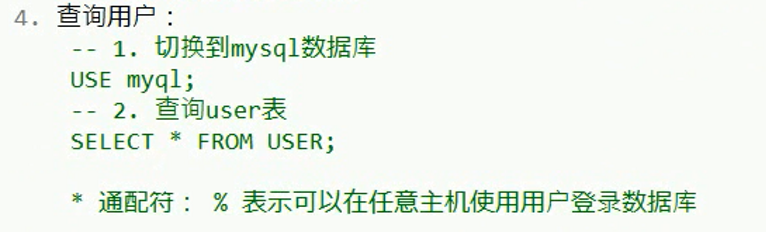 4. 查询用户：
-- 1. 切换到mysql数据库
USE myql;
-- 2. 查询user表
SELECT * FROM USER;
* 通配符： % 表示可以在任意主机使用用户登录数据库